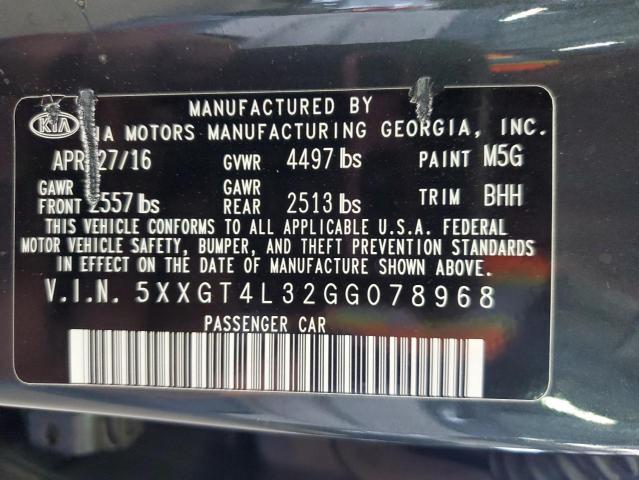 MANUFACTURED BY
KIA
KIA MOTORS MANUFACTURING GEORGIA, INC.
APR/27/16 GVWR 4497 lbs PAINT M5G
GAWR FRONT 2557 lbs GAWR REAR 2513 lbs TRIM BHH
THIS VEHICLE CONFORMS TO ALL APPLICABLE U.S.A. FEDERAL
MOTOR VEHICLE SAFETY, BUMPER, AND THEFT PREVENTION STANDARDS
IN EFFECT ON THE DATE OF MANUFACTURE SHOWN ABOVE.
V.I.N. 5XXGT4L32GG078968
PASSENGER CAR